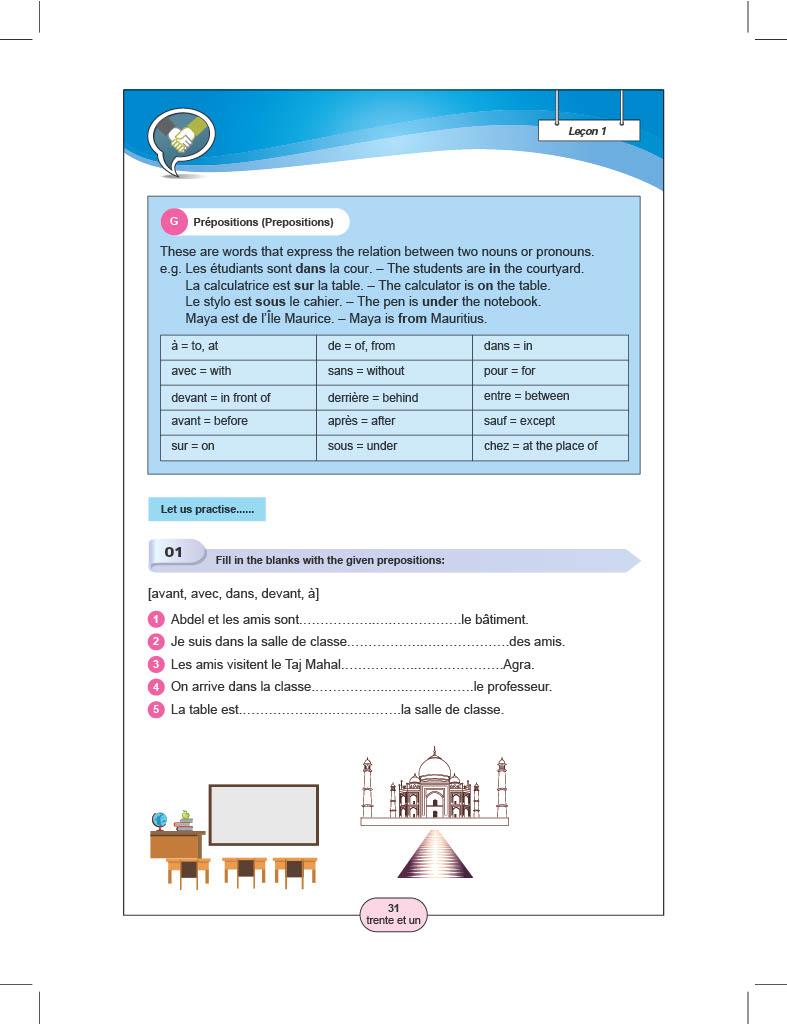 Leçon 1
G Prépositions (Prepositions)
These are words that express the relation between two nouns or pronouns.
e.g. Les étudiants sont dans la cour. – The students are in the courtyard.
La calculatrice est sur la table. – The calculator is on the table.
Le stylo est sous le cahier. – The pen is under the notebook.
Maya est de l’Île Maurice. – Maya is from Mauritius.
à = to, at de = of, from dans = in
avec = with sans = without pour = for
devant = in front of derrière = behind entre = between
avant = before après = after sauf = except
sur = on sous = under chez = at the place of
Let us practise......
01 Fill in the blanks with the given prepositions:
[avant, avec, dans, devant, à]
1 Abdel et les amis sont....................................le bâtiment.
2 Je suis dans la salle de classe....................................des amis.
3 Les amis visitent le Taj Mahal....................................Agra.
4 On arrive dans la classe....................................le professeur.
5 La table est....................................la salle de classe.
31
trente et un